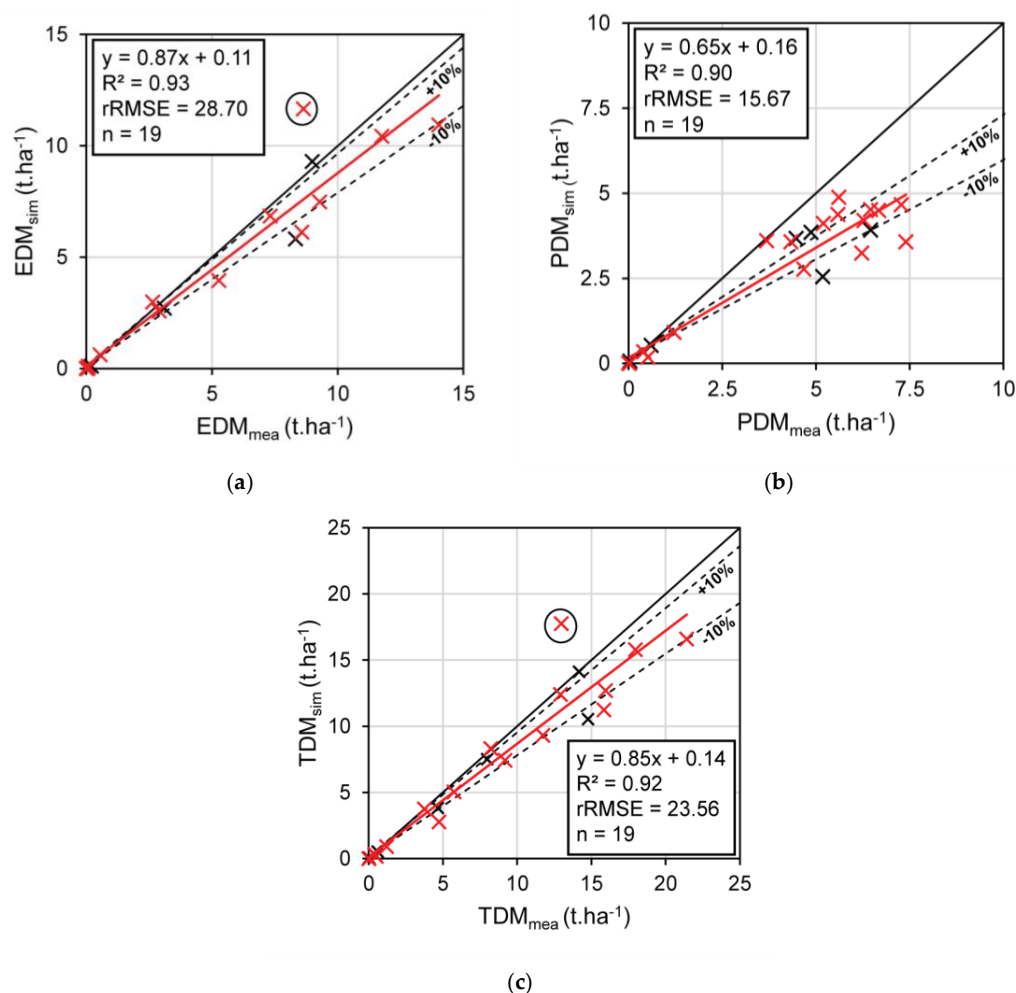 15
10
5
0
EDMsim (t.ha-1)
y = 0.87x + 0.11
R² = 0.93
rRMSE = 28.70
n = 19
+10%
-10%
0
5
10
15
EDMmea (t.ha-1)
(a)
10
7.5
5
2.5
0
PDMsim (t.ha-1)
y = 0.65x + 0.16
R² = 0.90
rRMSE = 15.67
n = 19
+10%
-10%
0
2.5
5
7.5
10
PDMmea (t.ha-1)
(b)
25
20
15
10
5
0
TDMsim (t.ha-1)
+10%
-10%
y = 0.85x + 0.14
R² = 0.92
rRMSE = 23.56
n = 19
0
5
10
15
20
25
TDMmea (t.ha-1)
(c)